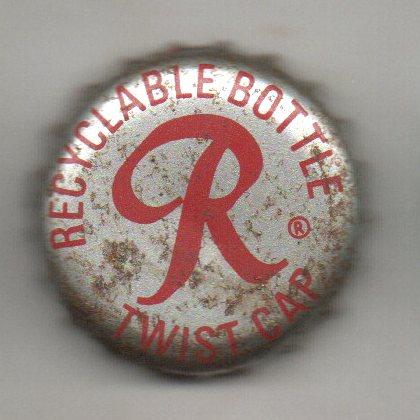 RECYCLABLE BOTTLE
R
®
TWIST CAP